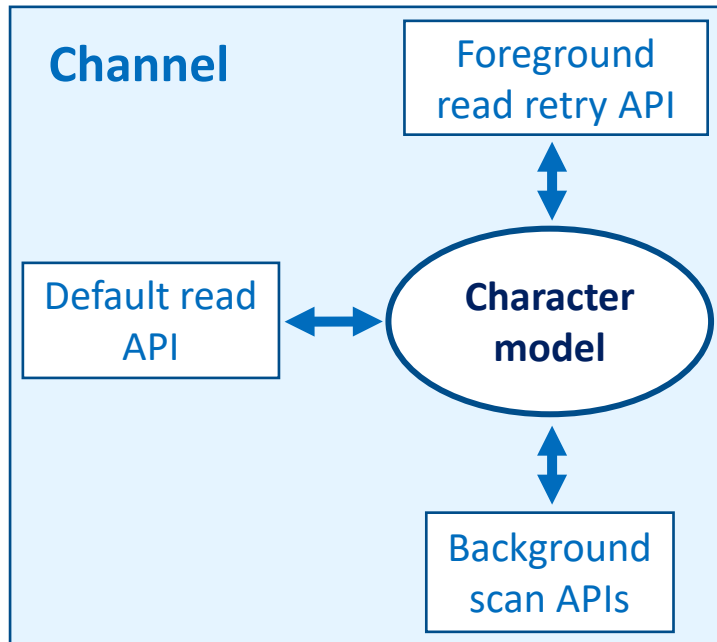 Channel
Foreground
read retry API
Default read
API
Character
model
Background
scan APIs